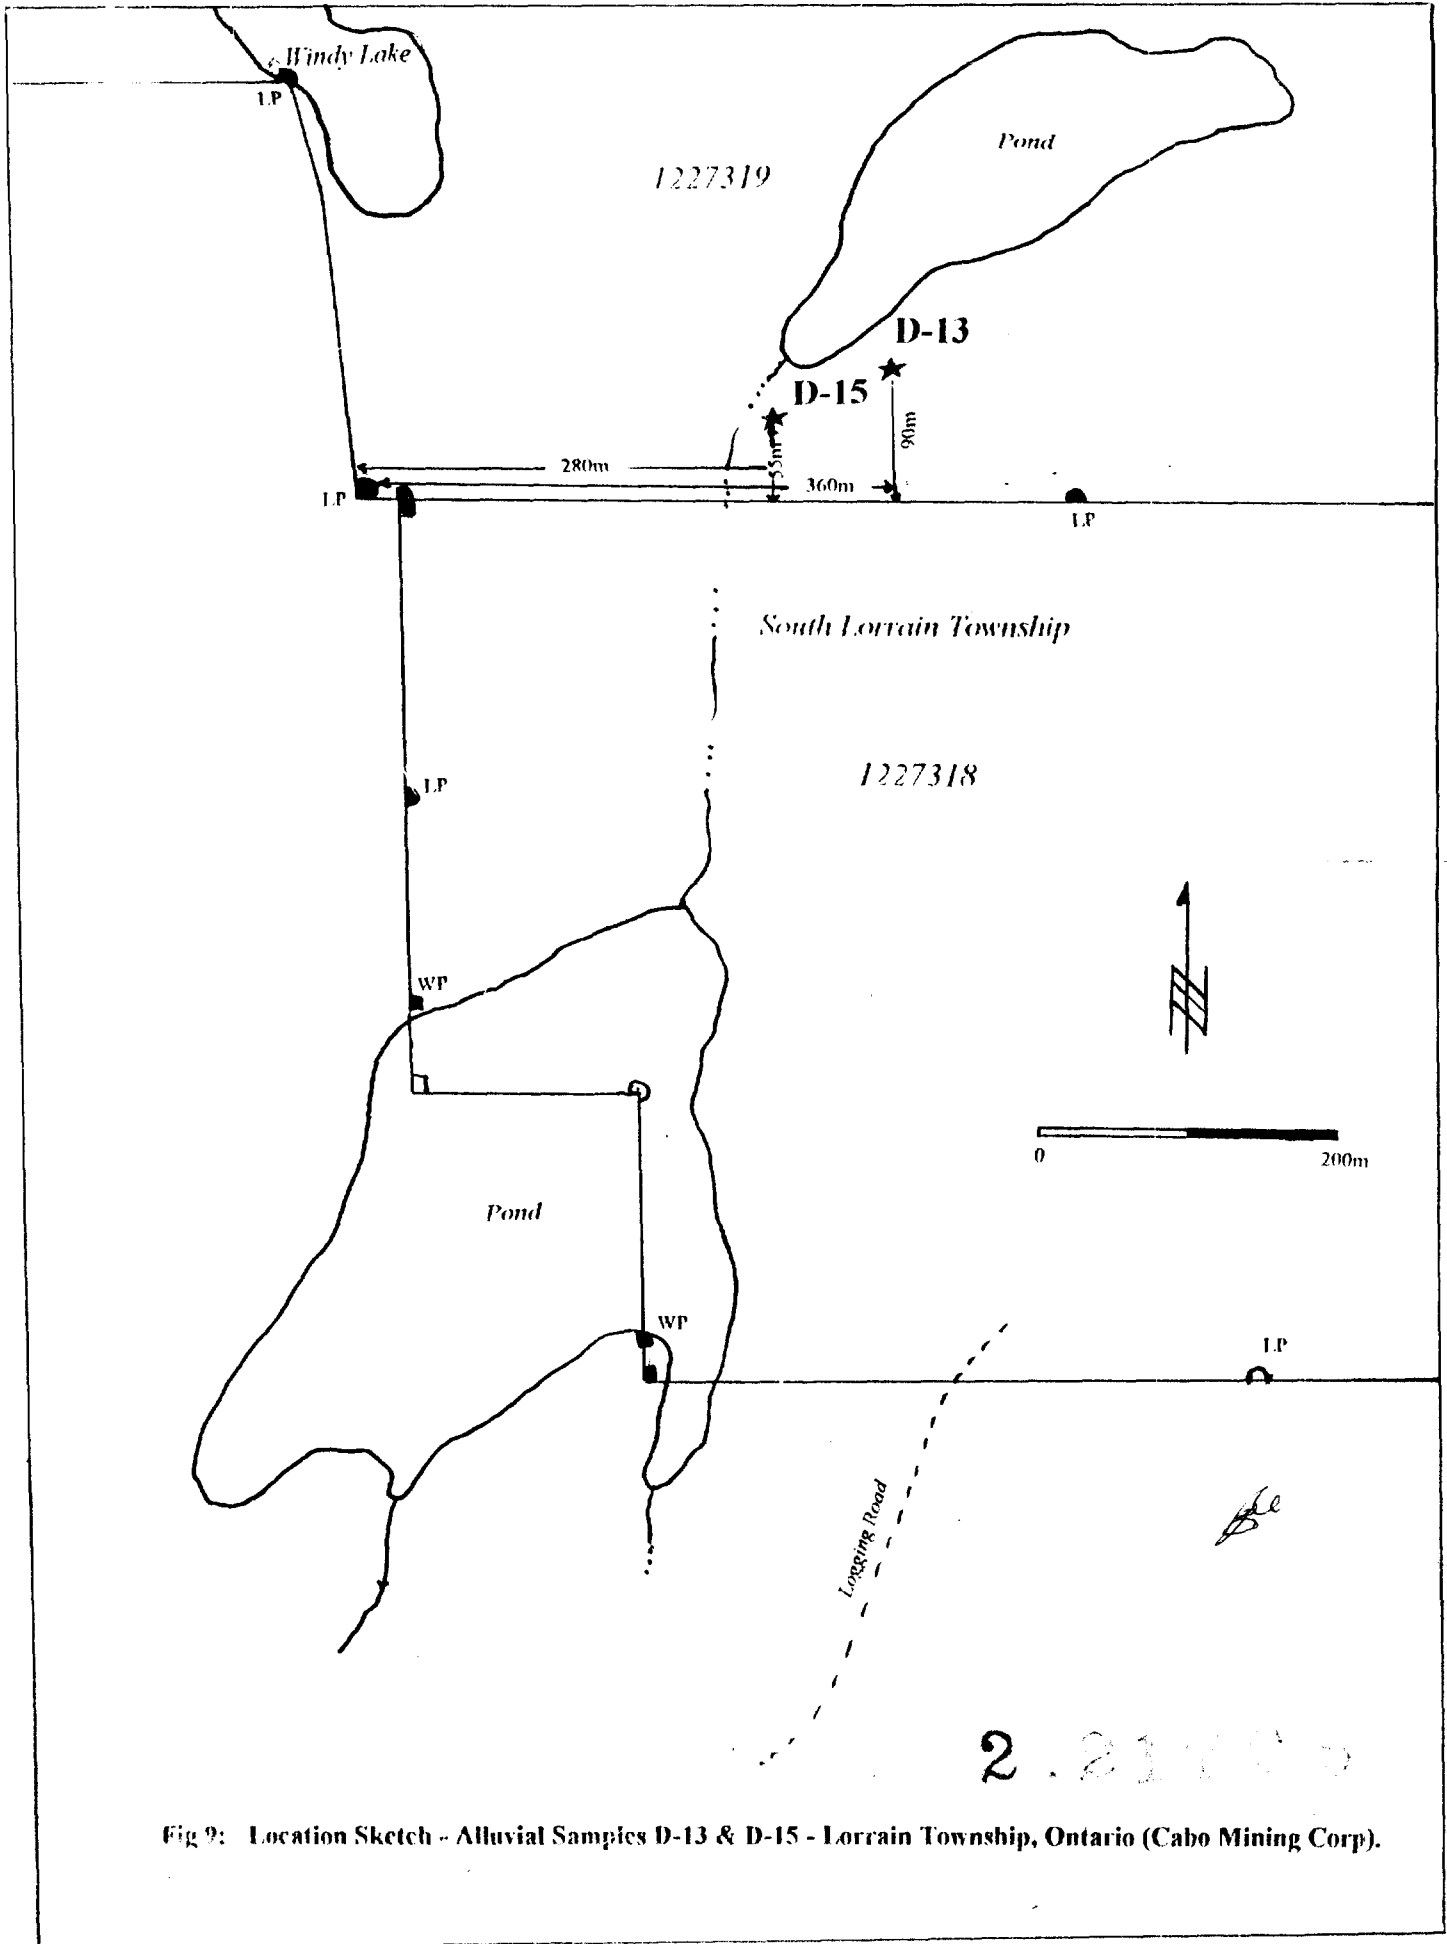 Windy Lake
LP
Pond
1227319
D-13
D-15
90m
55m
280m
LP
360m
LP
South Lorrain Township
LP
1227318
WP
0
200m
Pond
WP
LP
Logging Road
2
Fig 9: Location Sketch - Alluvial Samples D-13 & D-15 - Lorrain Township, Ontario (Cabo Mining Corp).